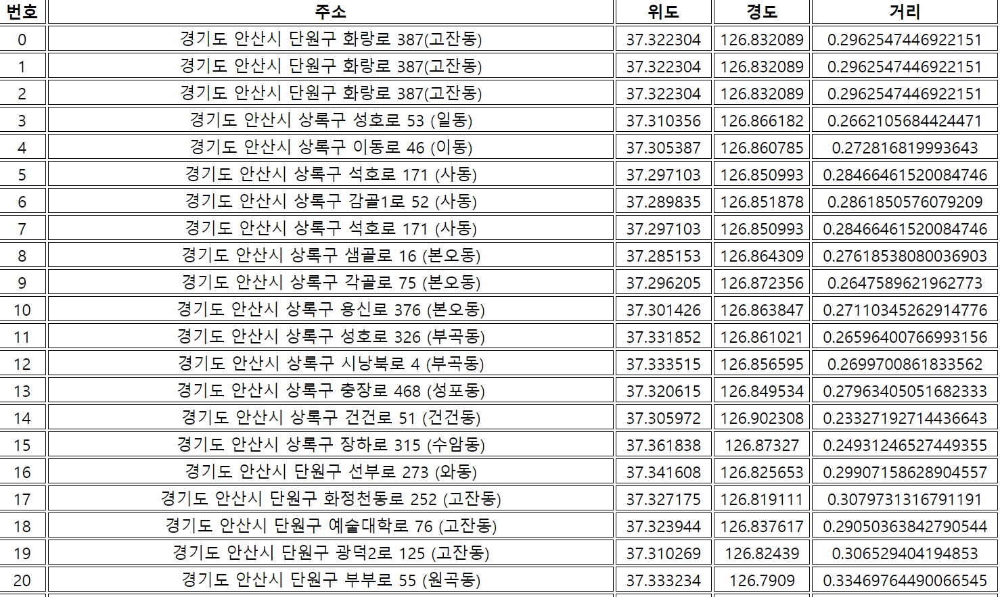 번호 주소 위도 경도 거리
0 경기도 안산시 단원구 화랑로 387(고잔동) 37.322304 126.832089 0.2962547446922151
1 경기도 안산시 단원구 화랑로 387(고잔동) 37.322304 126.832089 0.2962547446922151
2 경기도 안산시 단원구 화랑로 387(고잔동) 37.322304 126.832089 0.2962547446922151
3 경기도 안산시 상록구 성호로 53 (일동) 37.310356 126.866182 0.2662105684424471
4 경기도 안산시 상록구 이동로 46 (이동) 37.305387 126.860785 0.272816819993643
5 경기도 안산시 상록구 석호로 171 (사동) 37.297103 126.850993 0.28466461520084746
6 경기도 안산시 상록구 감골1로 52 (사동) 37.289835 126.851878 0.2861850576079209
7 경기도 안산시 상록구 석호로 171 (사동) 37.297103 126.850993 0.28466461520084746
8 경기도 안산시 상록구 샘골로 16 (본오동) 37.285153 126.864309 0.27618538080036903
9 경기도 안산시 상록구 각골로 75 (본오동) 37.296205 126.872356 0.2647589621962773
10 경기도 안산시 상록구 용신로 376 (본오동) 37.301426 126.863847 0.27110345262914776
11 경기도 안산시 상록구 성호로 326 (부곡동) 37.331852 126.861021 0.26596400766993156
12 경기도 안산시 상록구 시낭북로 4 (부곡동) 37.333515 126.856595 0.2699700861833562
13 경기도 안산시 상록구 충장로 468 (성포동) 37.320615 126.849534 0.27963405051682333
14 경기도 안산시 상록구 건건로 51 (건건동) 37.305972 126.902308 0.23327192714436643
15 경기도 안산시 상록구 장하로 315 (수암동) 37.361838 126.87327 0.24931246527449355
16 경기도 안산시 단원구 선부로 273 (와동) 37.341608 126.825653 0.29907158628904557
17 경기도 안산시 단원구 화정천동로 252 (고잔동) 37.327175 126.819111 0.3079731316791191
18 경기도 안산시 단원구 예술대학로 76 (고잔동) 37.323944 126.837617 0.29050363842790544
19 경기도 안산시 단원구 광덕2로 125 (고잔동) 37.310269 126.82439 0.306529404194853
20 경기도 안산시 단원구 부부로 55 (원곡동) 37.333234 126.7909 0.33469764490066545